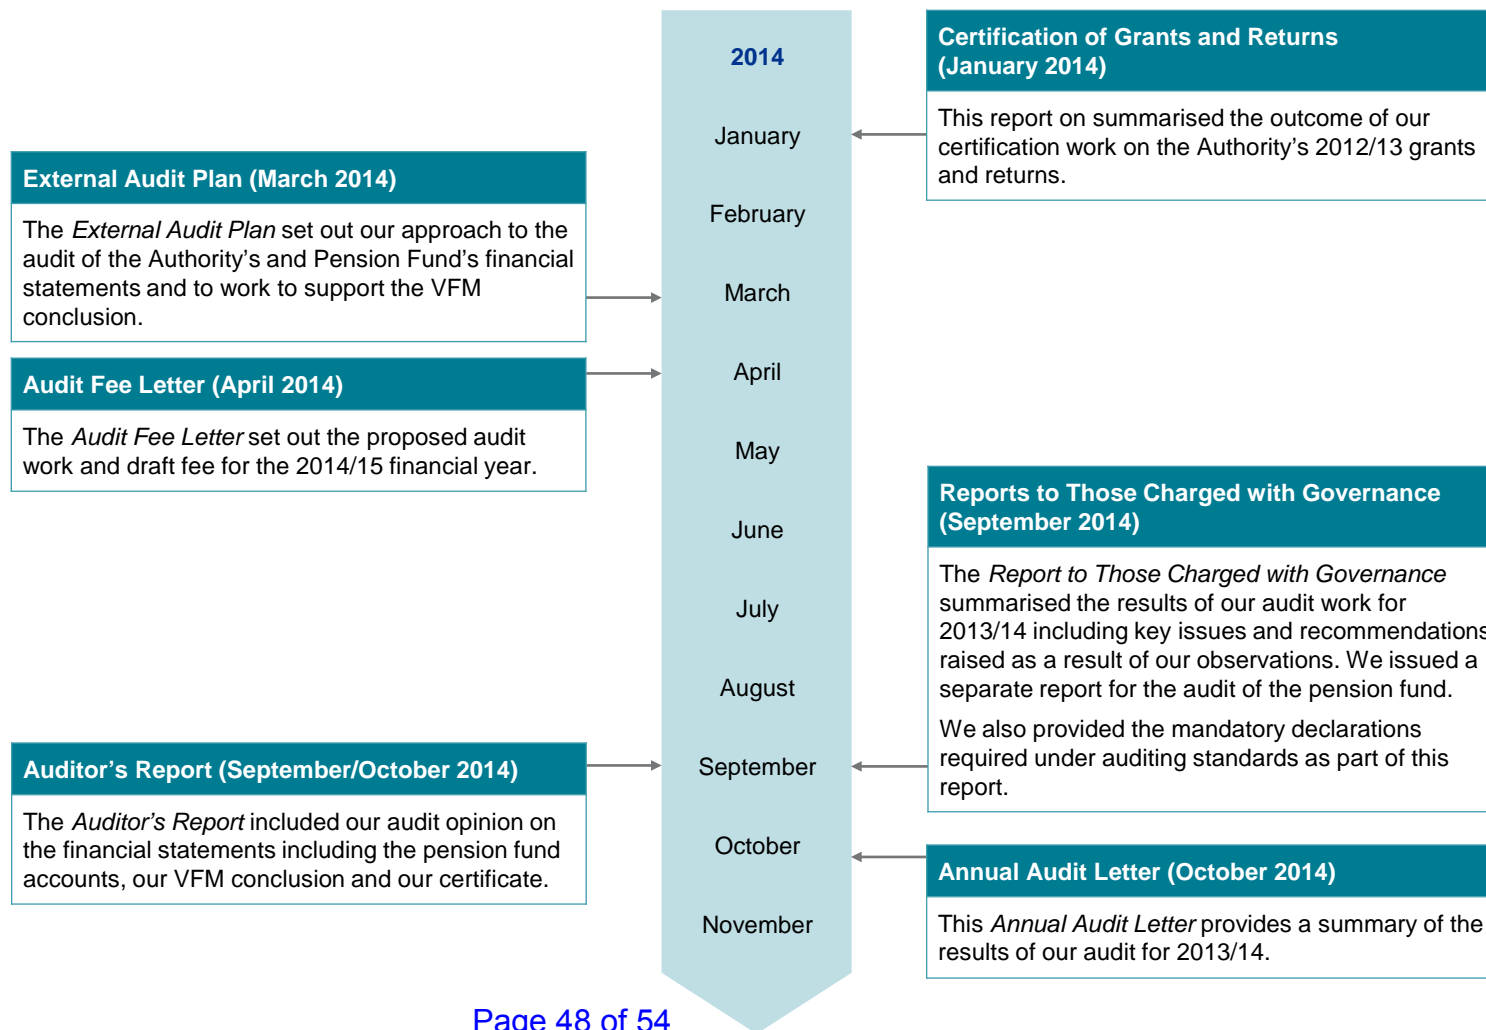 2014
January
February
March
April
May
June
July
August
September
October
November
External Audit Plan (March 2014)
The External Audit Plan set out our approach to the
audit of the Authority’s and Pension Fund’s financial
statements and to work to support the VFM
conclusion.
Audit Fee Letter (April 2014)
The Audit Fee Letter set out the proposed audit
work and draft fee for the 2014/15 financial year.
Auditor’s Report (September/October 2014)
The Auditor’s Report included our audit opinion on
the financial statements including the pension fund
accounts, our VFM conclusion and our certificate.
Certification of Grants and Returns
(January 2014)
This report on summarised the outcome of our
certification work on the Authority’s 2012/13 grants
and returns.
Reports to Those Charged with Governance
(September 2014)
The Report to Those Charged with Governance
summarised the results of our audit work for
2013/14 including key issues and recommendations
raised as a result of our observations. We issued a
separate report for the audit of the pension fund.
We also provided the mandatory declarations
required under auditing standards as part of this
report.
Annual Audit Letter (October 2014)
This Annual Audit Letter provides a summary of the
results of our audit for 2013/14.
Page 48 of 54